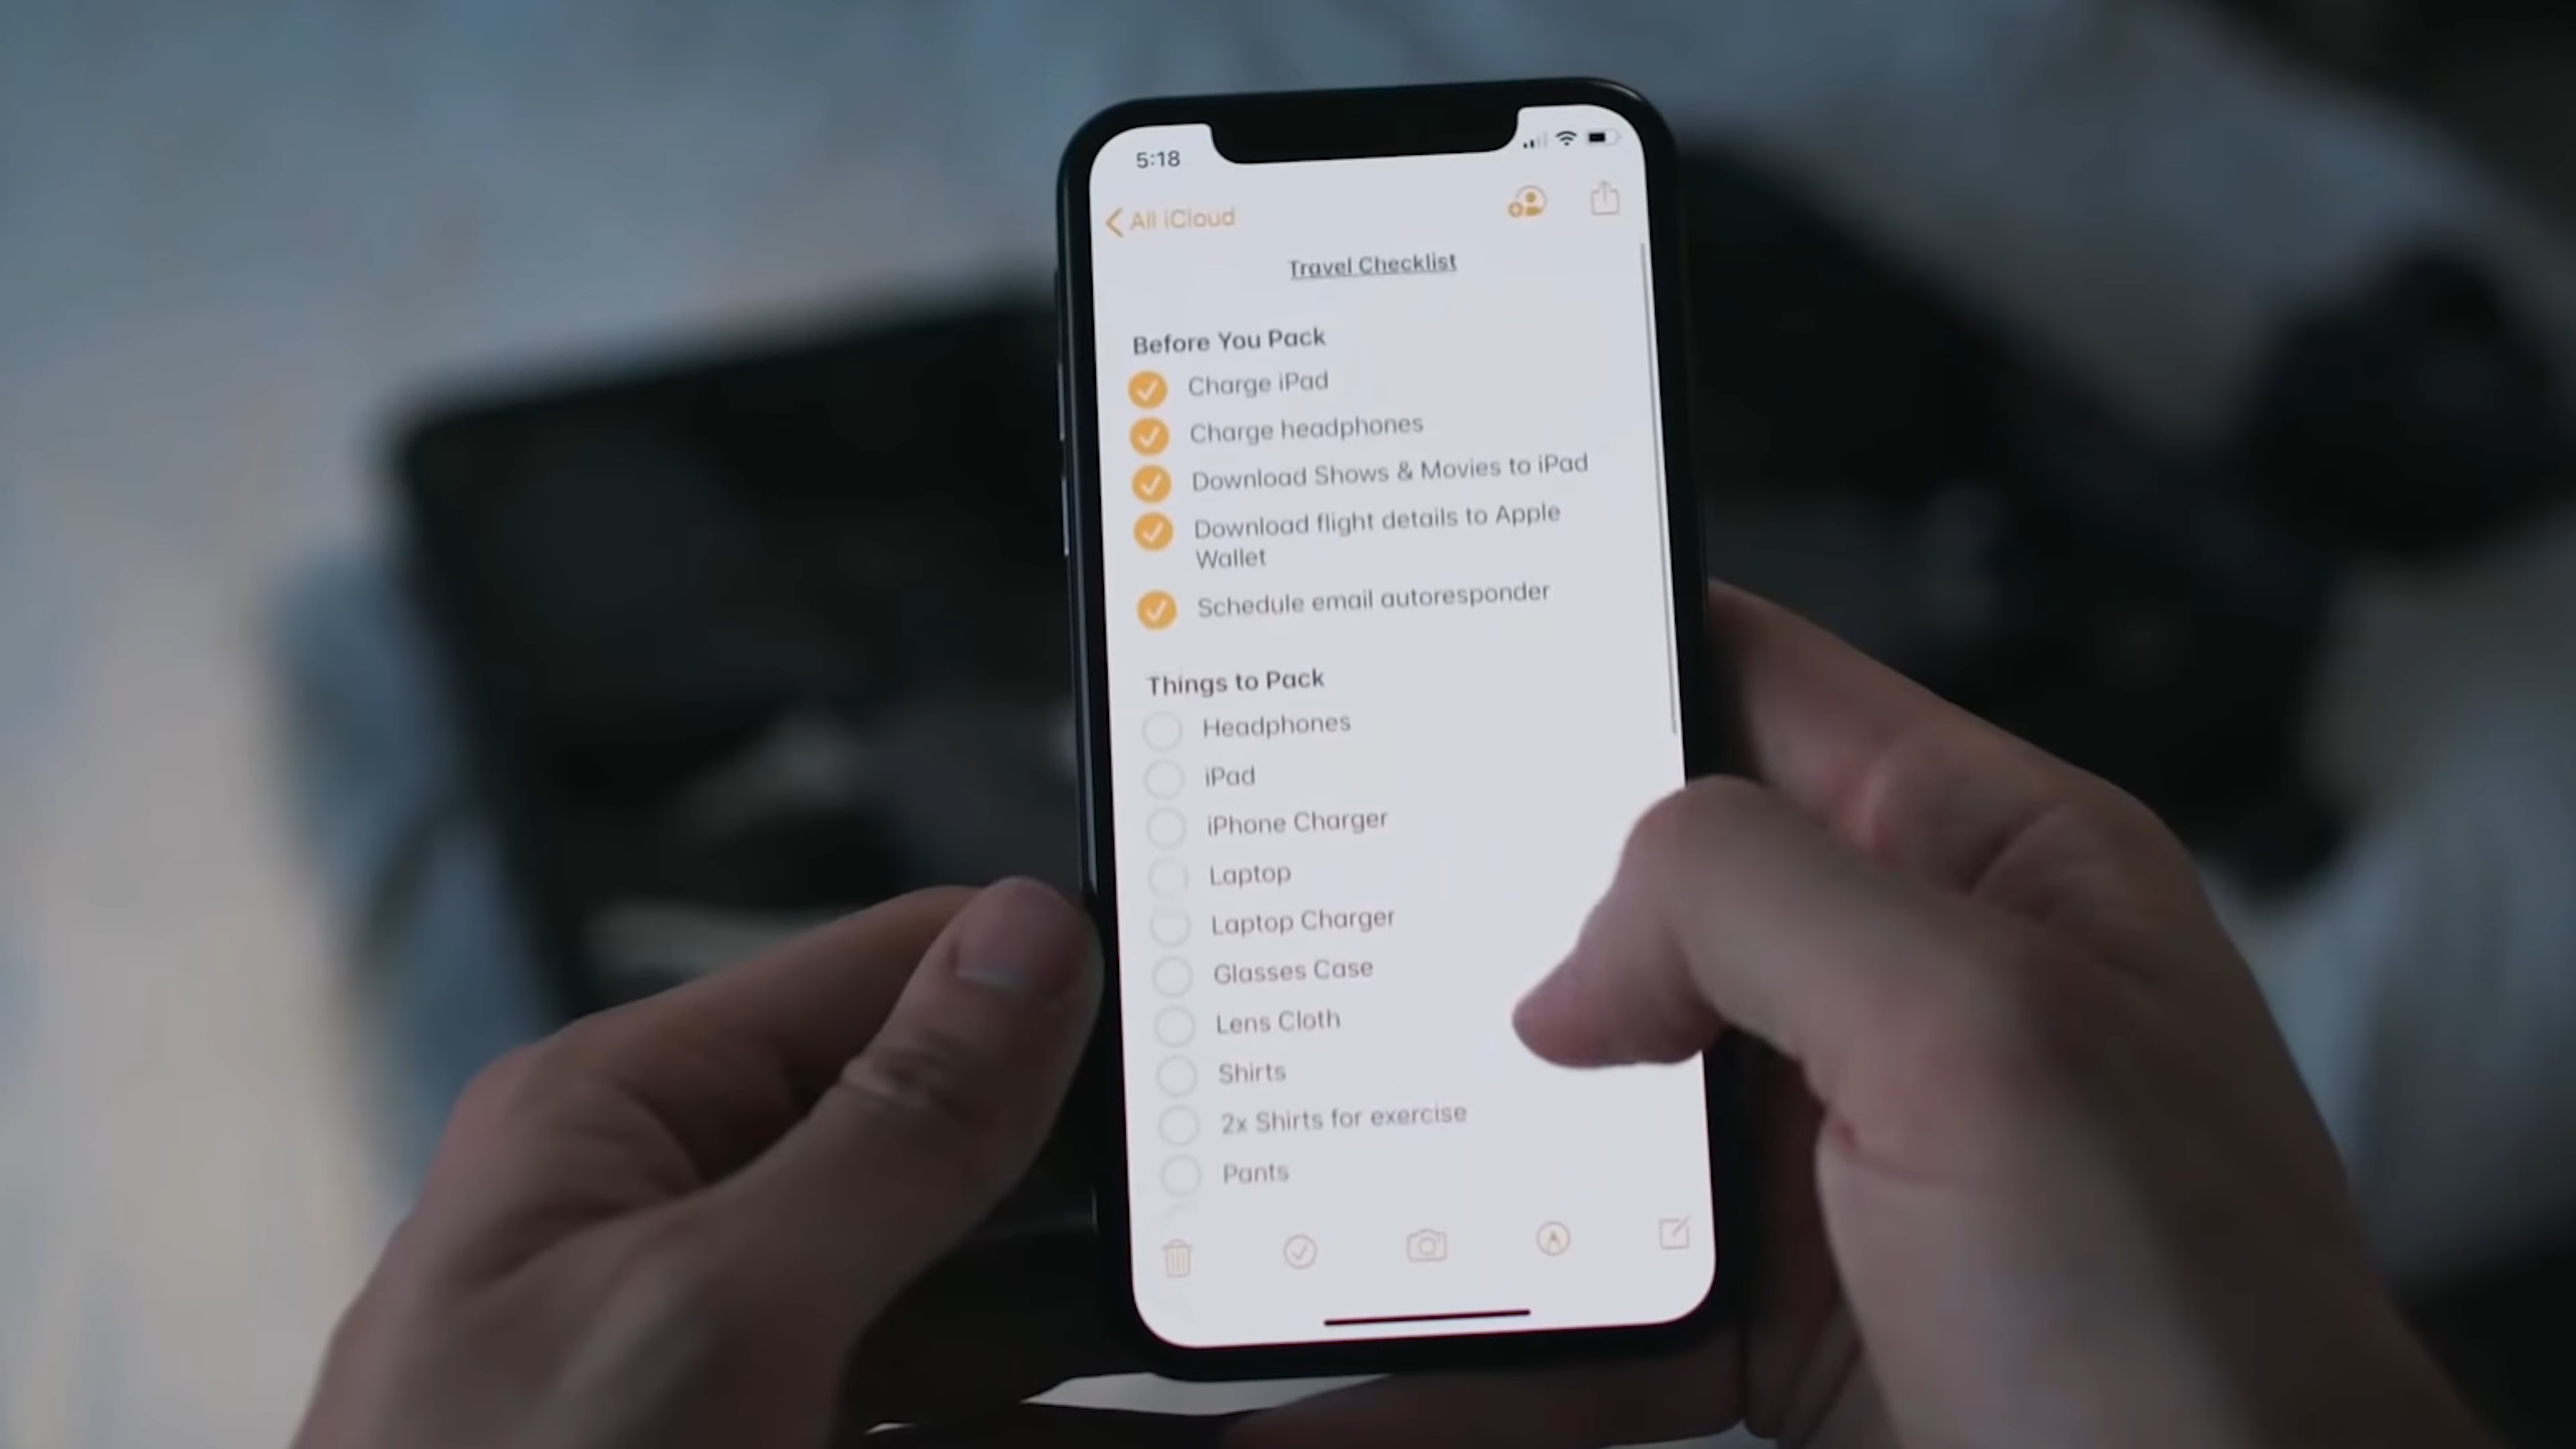 5:18
All iCloud
Travel Checklist
Before You Pack
Charge iPad
Charge headphones
Download Shows & Movies to iPad
Download flight details to Apple
Wallet
Schedule email autoresponder
Things to Pack
Headphones
iPad
iPhone Charger
Laptop
Laptop Charger
Glasses Case
Lens Cloth
Shirts
2x Shirts for exercise
Pants